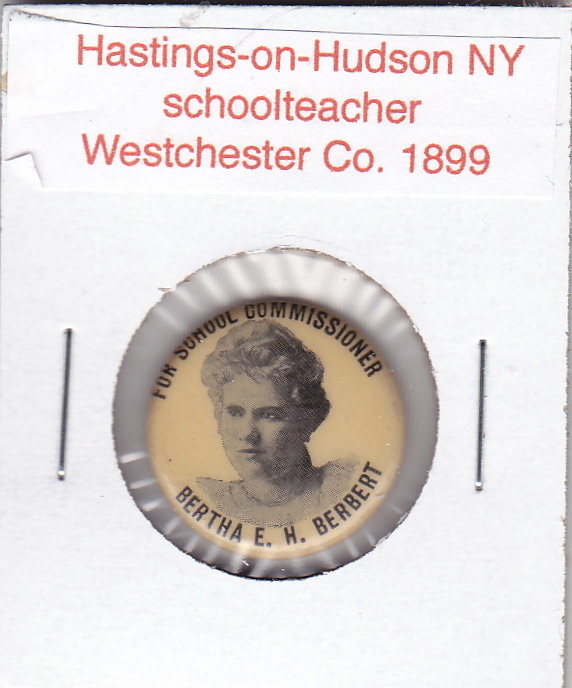 Hastings-on-Hudson NY
schoolteacher
Westchester Co. 1899
FOR SCHOOL COMMISSIONER
BERTHA E. H. BERBERT